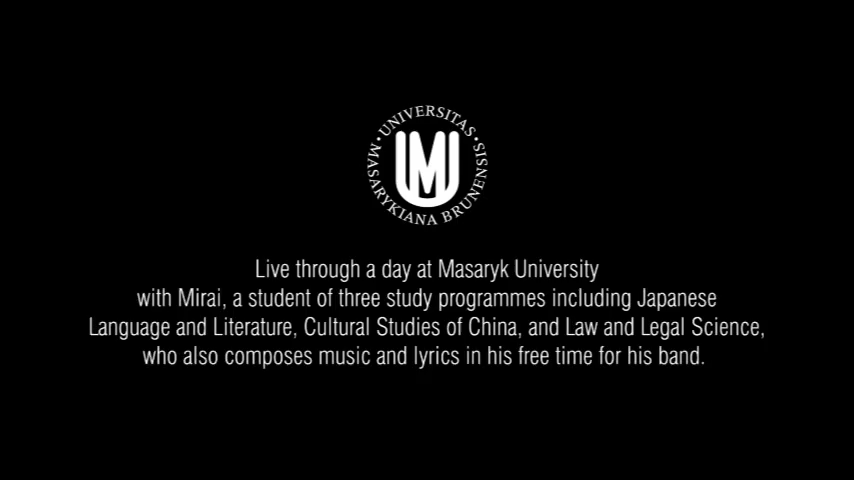 UNIVERSITAS • MASARYKIANA BRUNENSIS •
MU
Live through a day at Masaryk University
with Mirai, a student of three study programmes including Japanese
Language and Literature, Cultural Studies of China, and Law and Legal Science,
who also composes music and lyrics in his free time for his band.